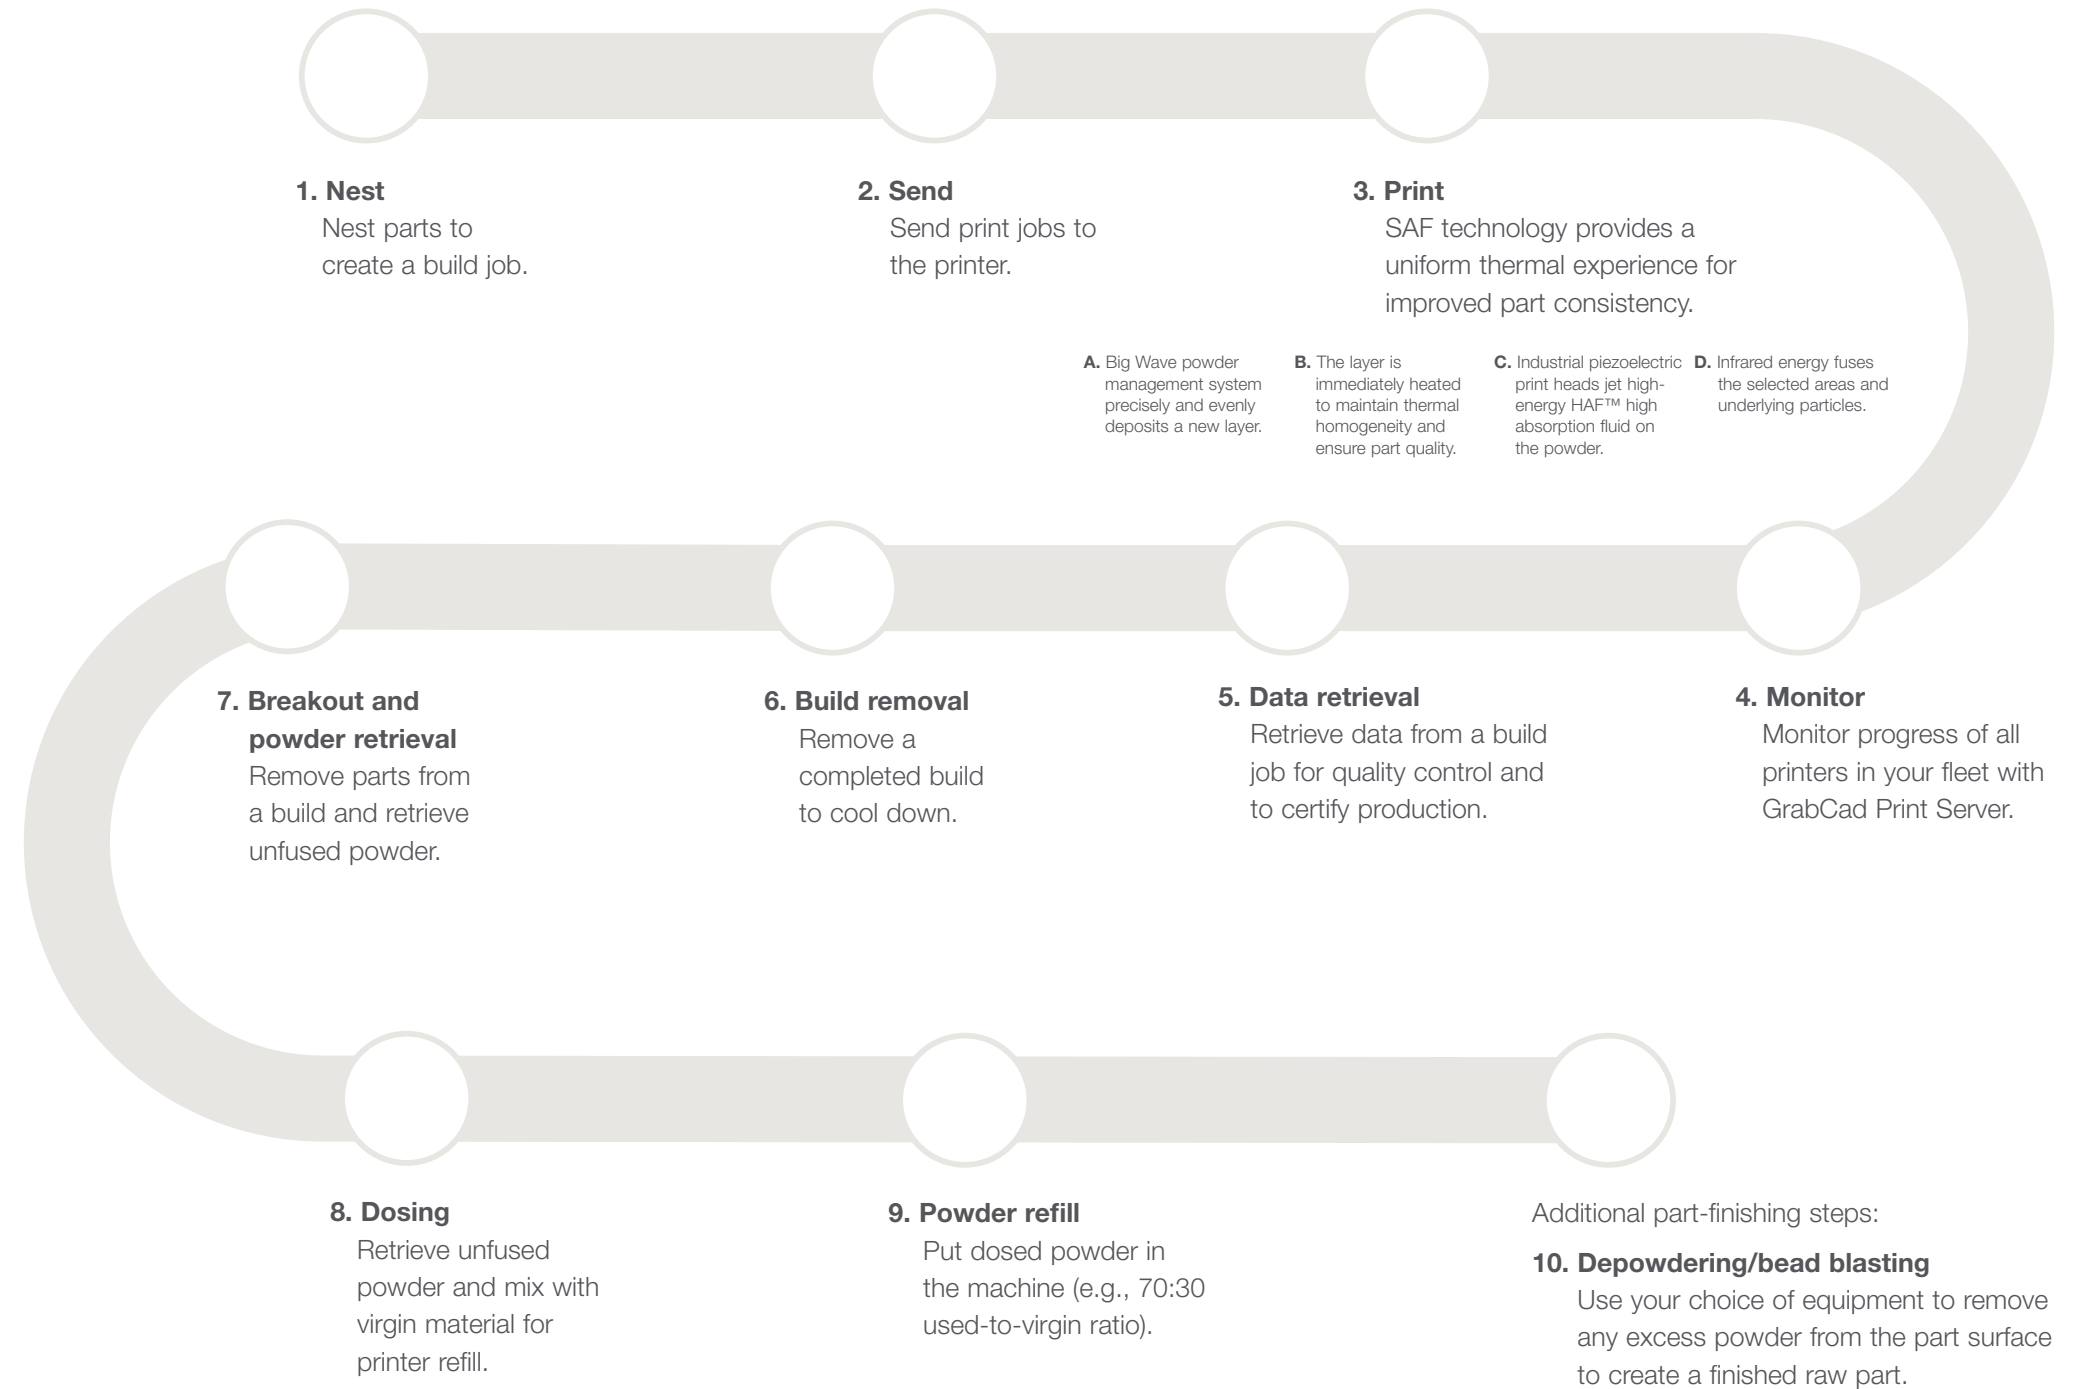 1. Nest
Nest parts to
create a build job.
2. Send
Send print jobs to
the printer.
3. Print
SAF technology provides a
uniform thermal experience for
improved part consistency.
A. Big Wave powder
management system
precisely and evenly
deposits a new layer.
B. The layer is
immediately heated
to maintain thermal
homogeneity and
ensure part quality.
C. Industrial piezoelectric
print heads jet high-
energy HAF™ high
absorption fluid on
the powder.
D. Infrared energy fuses
the selected areas and
underlying particles.
4. Monitor
Monitor progress of all
printers in your fleet with
GrabCad Print Server.
5. Data retrieval
Retrieve data from a build
job for quality control and
to certify production.
6. Build removal
Remove a
completed build
to cool down.
7. Breakout and
powder retrieval
Remove parts from
a build and retrieve
unfused powder.
8. Dosing
Retrieve unfused
powder and mix with
virgin material for
printer refill.
9. Powder refill
Put dosed powder in
the machine (e.g., 70:30
used-to-virgin ratio).
Additional part-finishing steps:
10. Depowdering/bead blasting
Use your choice of equipment to remove
any excess powder from the part surface
to create a finished raw part.